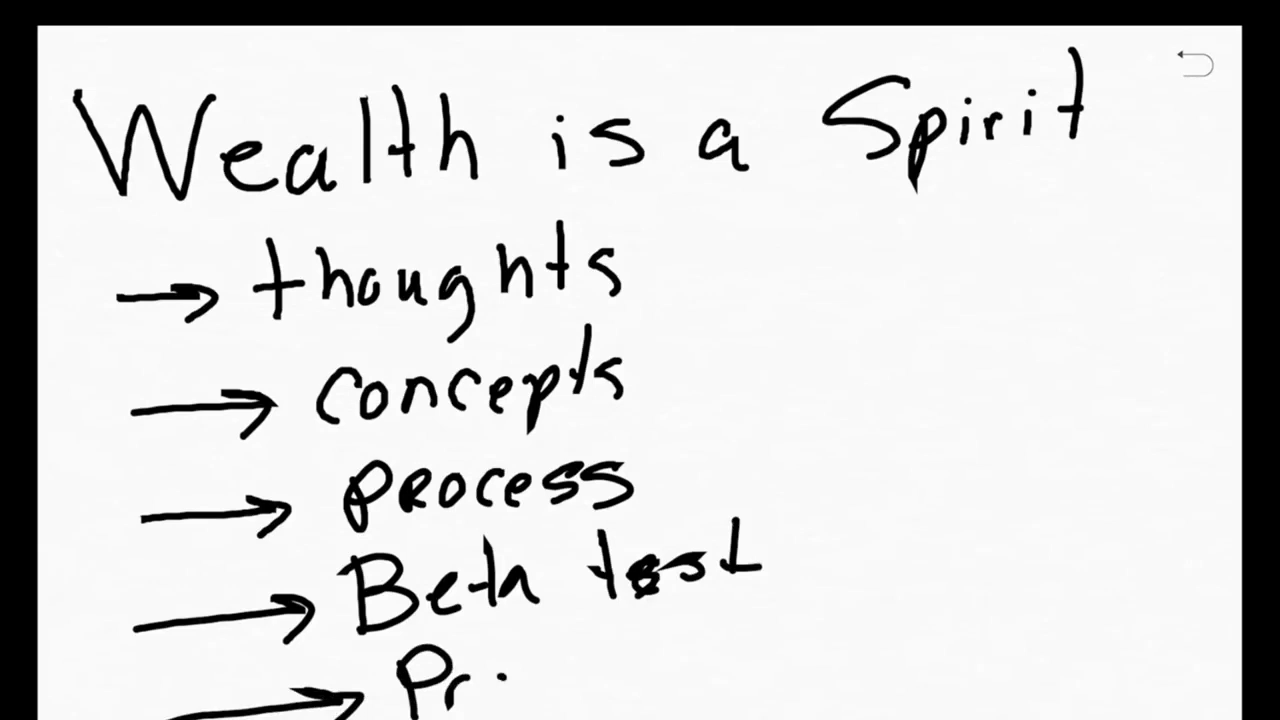 Wealth is a Spirit
→ thoughts
→ concepts
→ process
→ Beta test
→ Pr